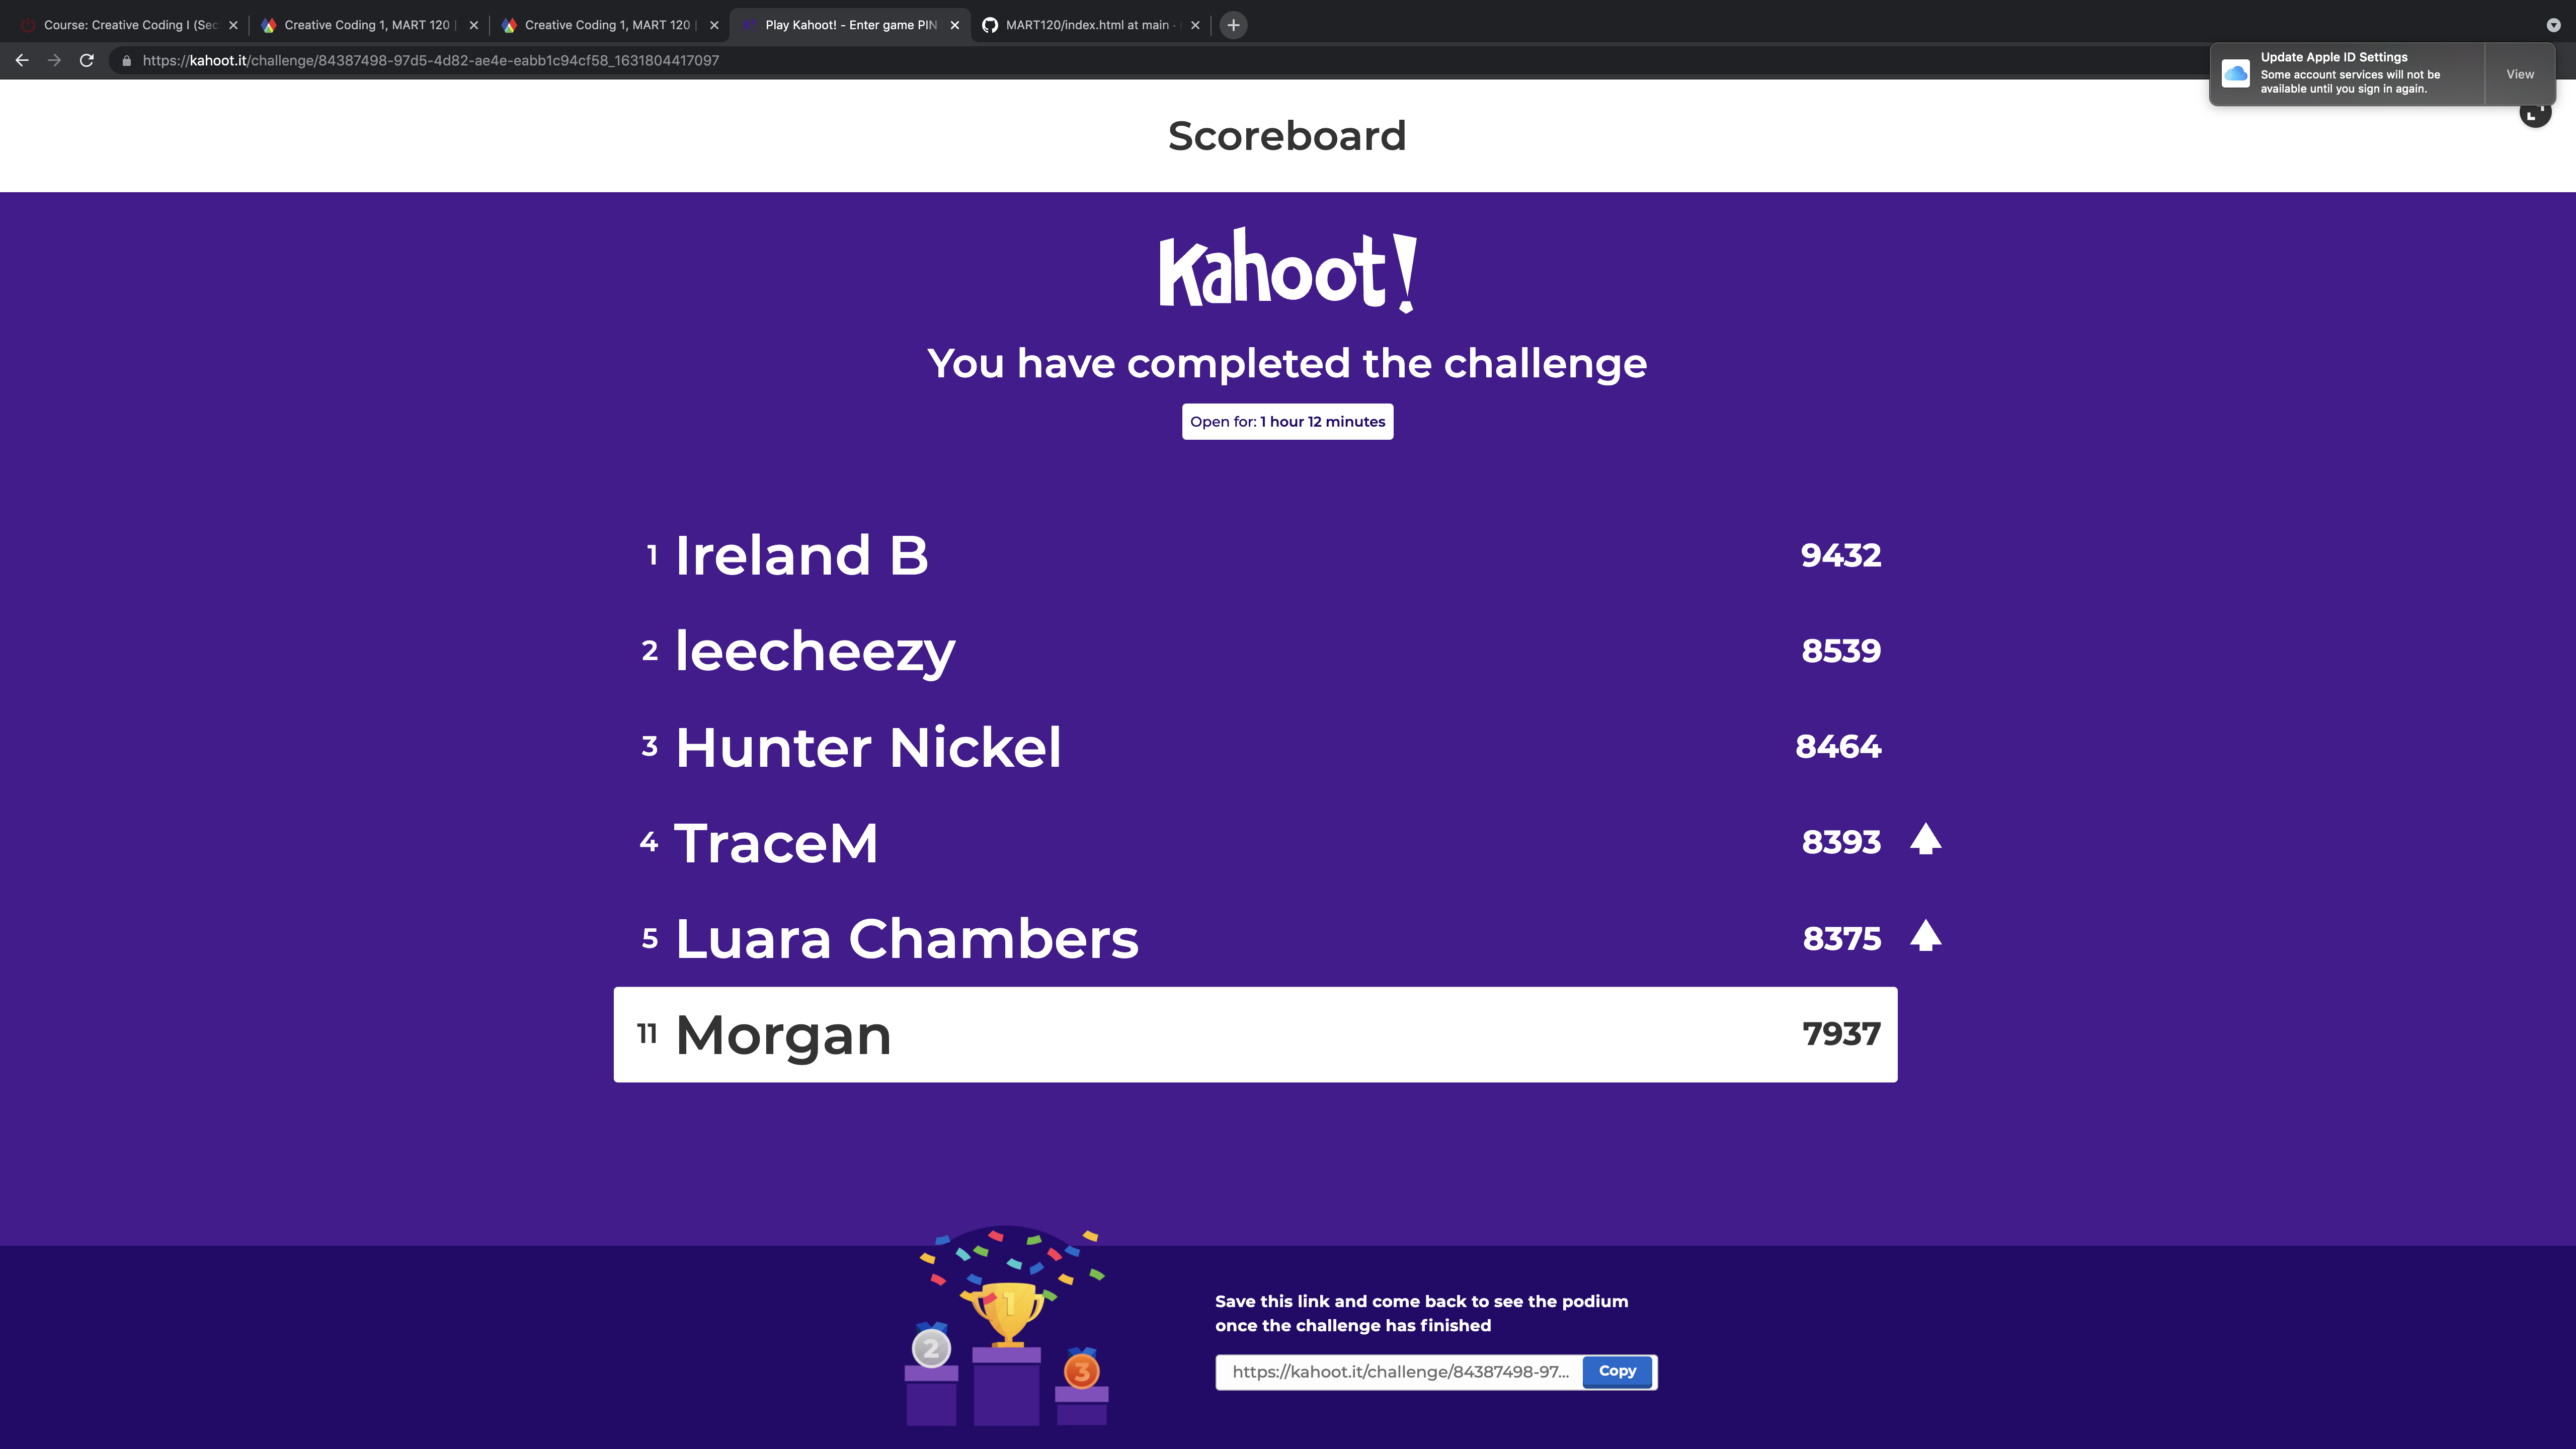 Course: Creative Coding I (Sec
Creative Coding 1, MART 120 |
Creative Coding 1, MART 120 |
Play Kahoot! - Enter game PIN
MART120/index.html at main ·
https://kahoot.it/challenge/84387498-97d5-4d82-ae4e-eabb1c94cf58_1631804417097
Update Apple ID Settings
Some account services will not be
available until you sign in again.
View
Scoreboard
Kahoot!
You have completed the challenge
Open for: 1 hour 12 minutes
1 Ireland B 9432
2 leecheezy 8539
3 Hunter Nickel 8464
4 TraceM 8393
5 Luara Chambers 8375
11 Morgan 7937
1
2
3
Save this link and come back to see the podium
once the challenge has finished
https://kahoot.it/challenge/84387498-97...
Copy